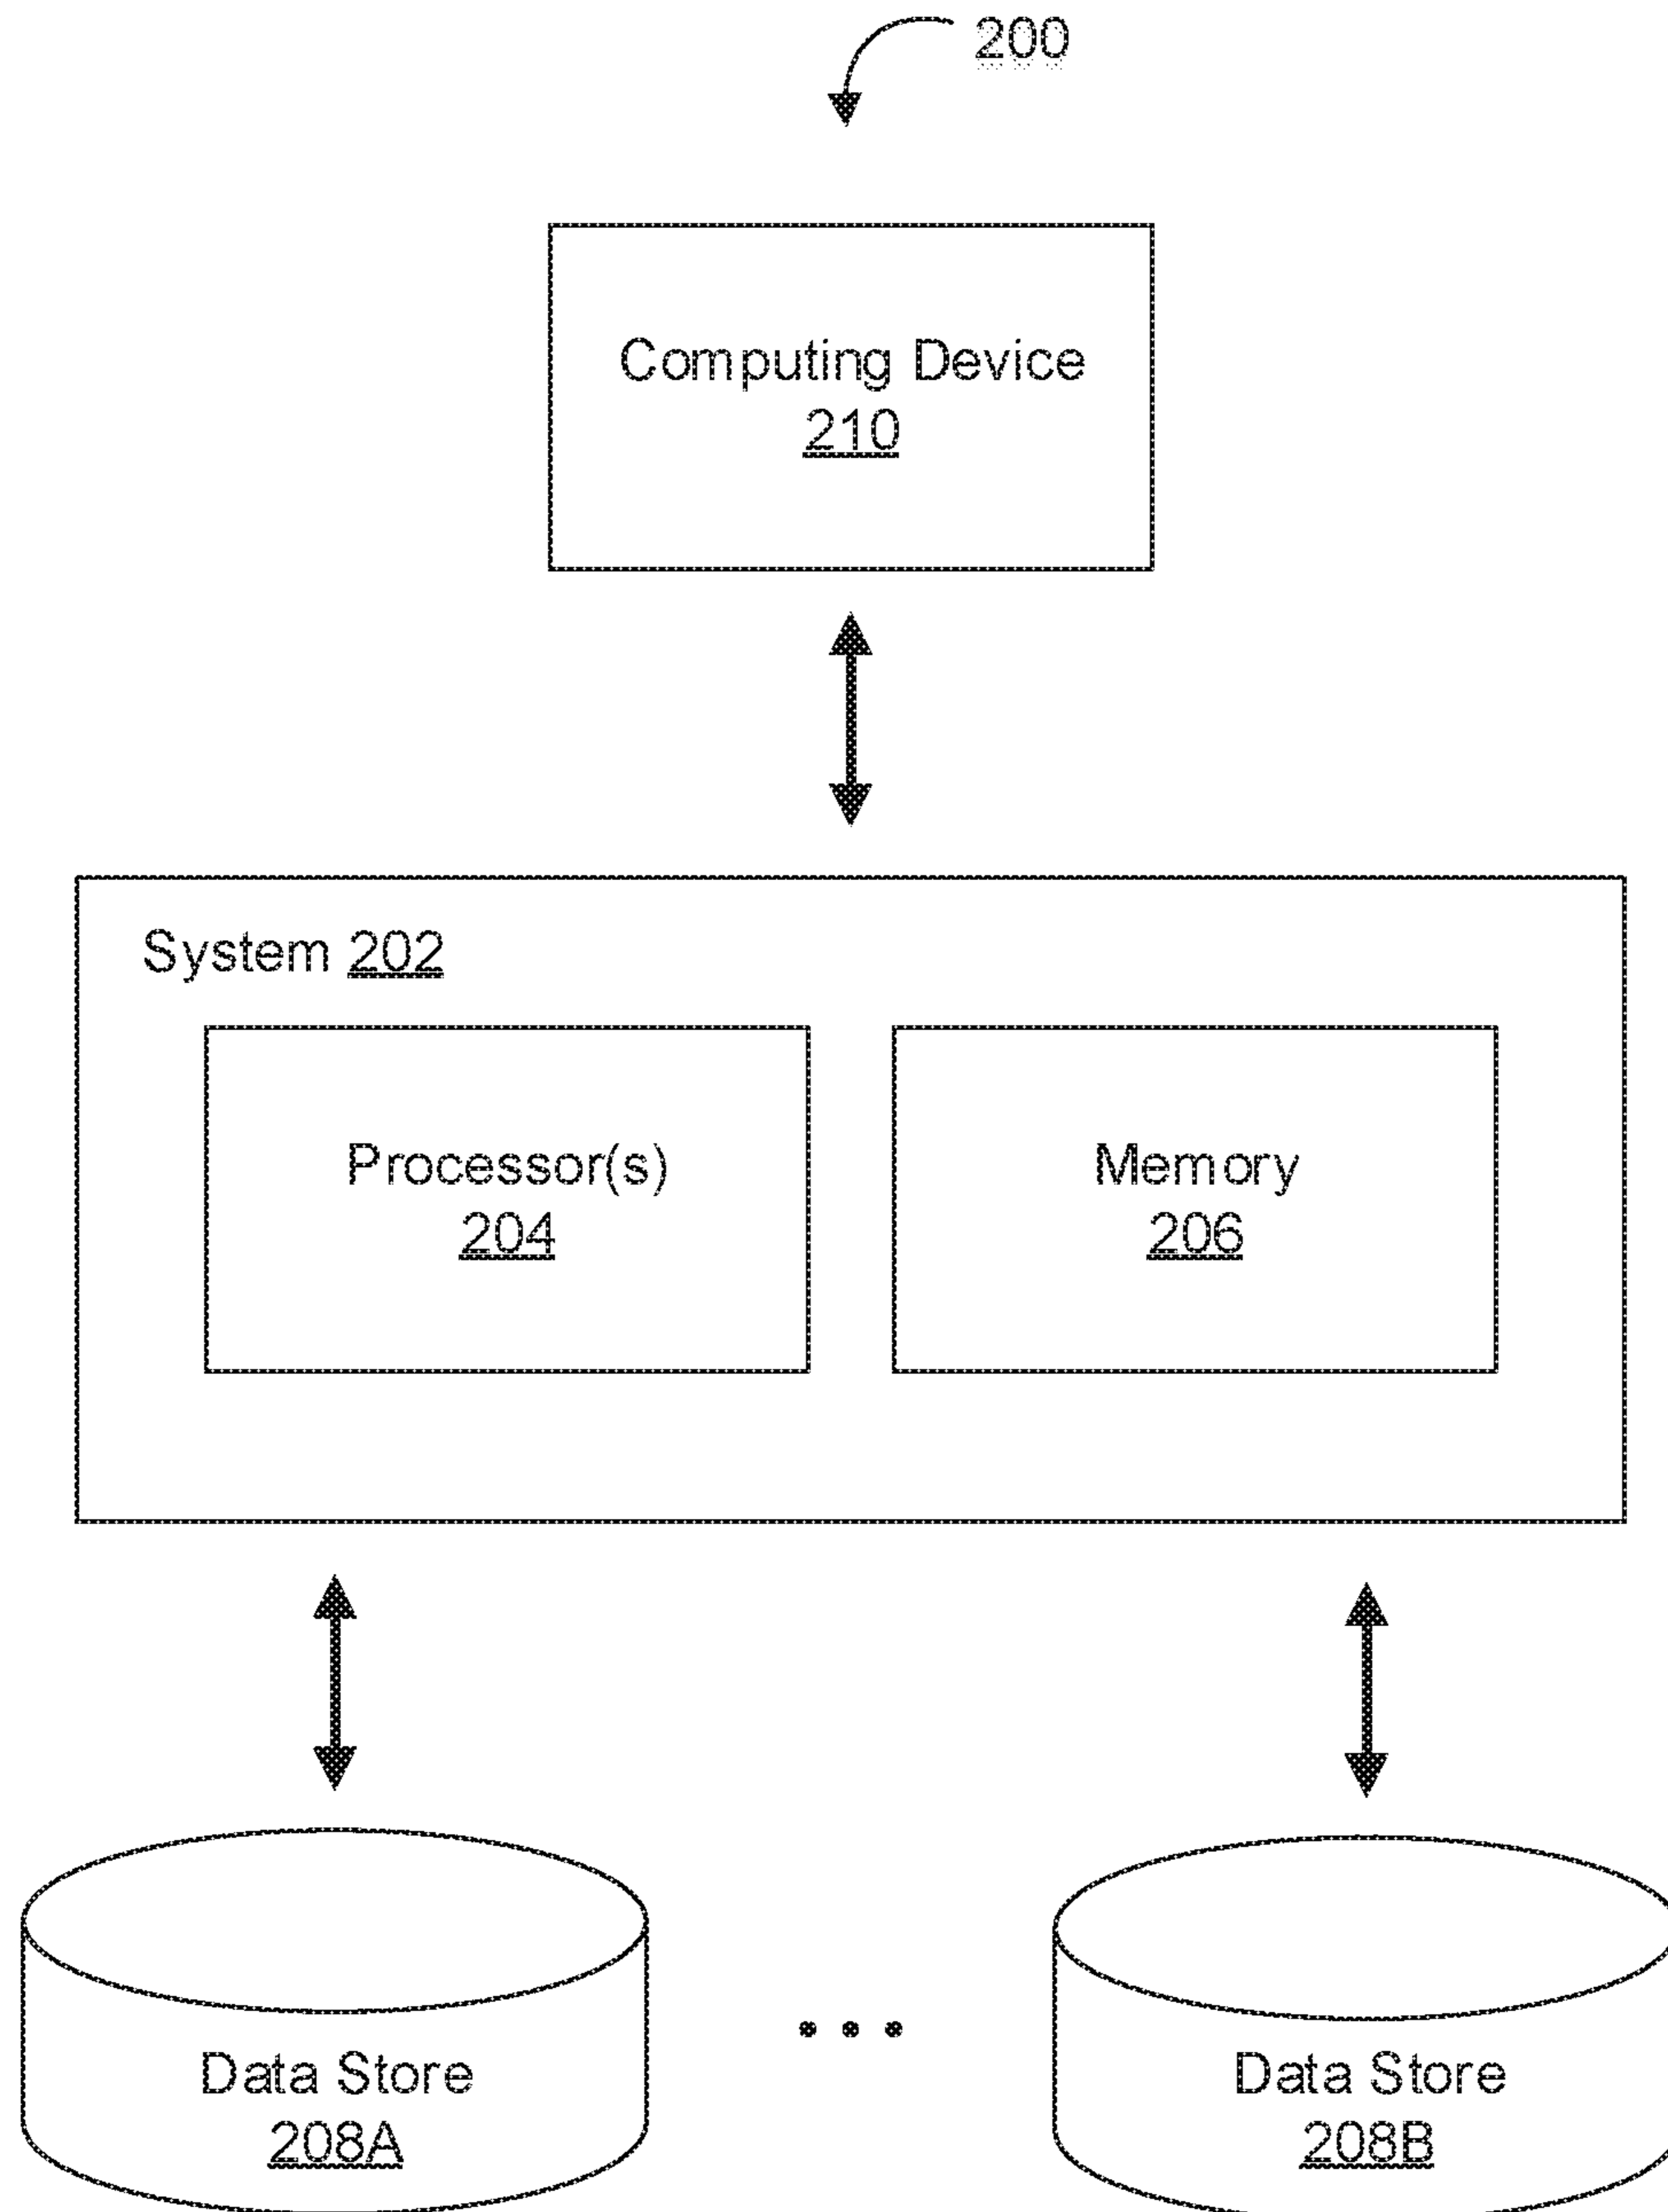 200
Computing Device
210
System 202
Processor(s)
204
Memory
206
Data Store
208A
Data Store
208B